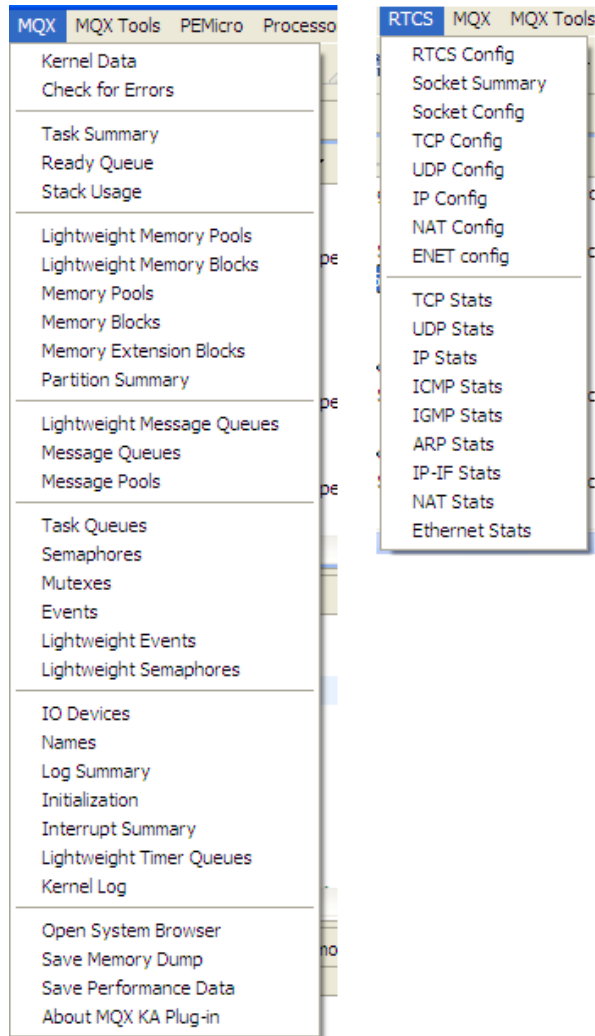 MQX MQX Tools PEMicro Processo
Kernel Data
Check for Errors
Task Summary
Ready Queue
Stack Usage
Lightweight Memory Pools
Lightweight Memory Blocks
Memory Pools
Memory Blocks
Memory Extension Blocks
Partition Summary
Lightweight Message Queues
Message Queues
Message Pools
Task Queues
Semaphores
Mutexes
Events
Lightweight Events
Lightweight Semaphores
IO Devices
Names
Log Summary
Initialization
Interrupt Summary
Lightweight Timer Queues
Kernel Log
Open System Browser
Save Memory Dump
Save Performance Data
About MQX KA Plug-in
pe
pe
pe
mo
RTCS MQX MQX Tools
RTCS Config
Socket Summary
Socket Config
TCP Config
UDP Config
IP Config
NAT Config
ENET config
TCP Stats
UDP Stats
IP Stats
ICMP Stats
IGMP Stats
ARP Stats
IP-IF Stats
NAT Stats
Ethernet Stats